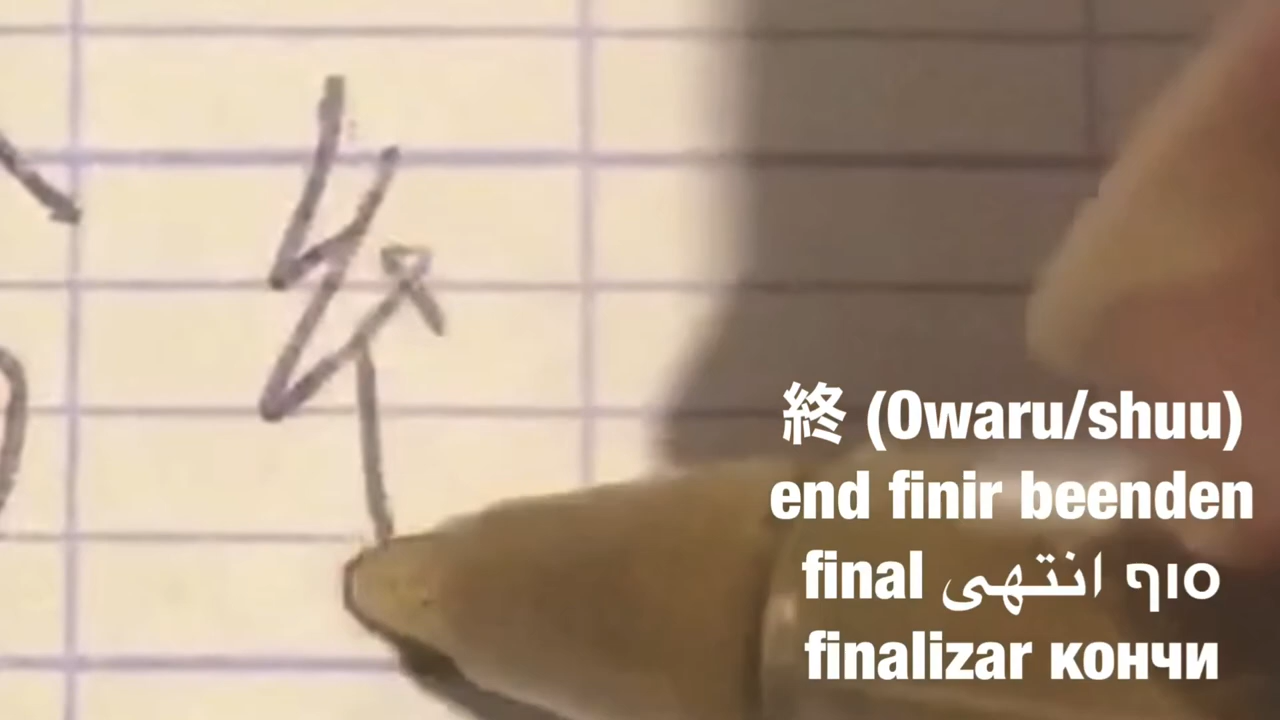 終 (Owaru/shuu)
end finir beenden
final انتهى סוף
finalizar кончи